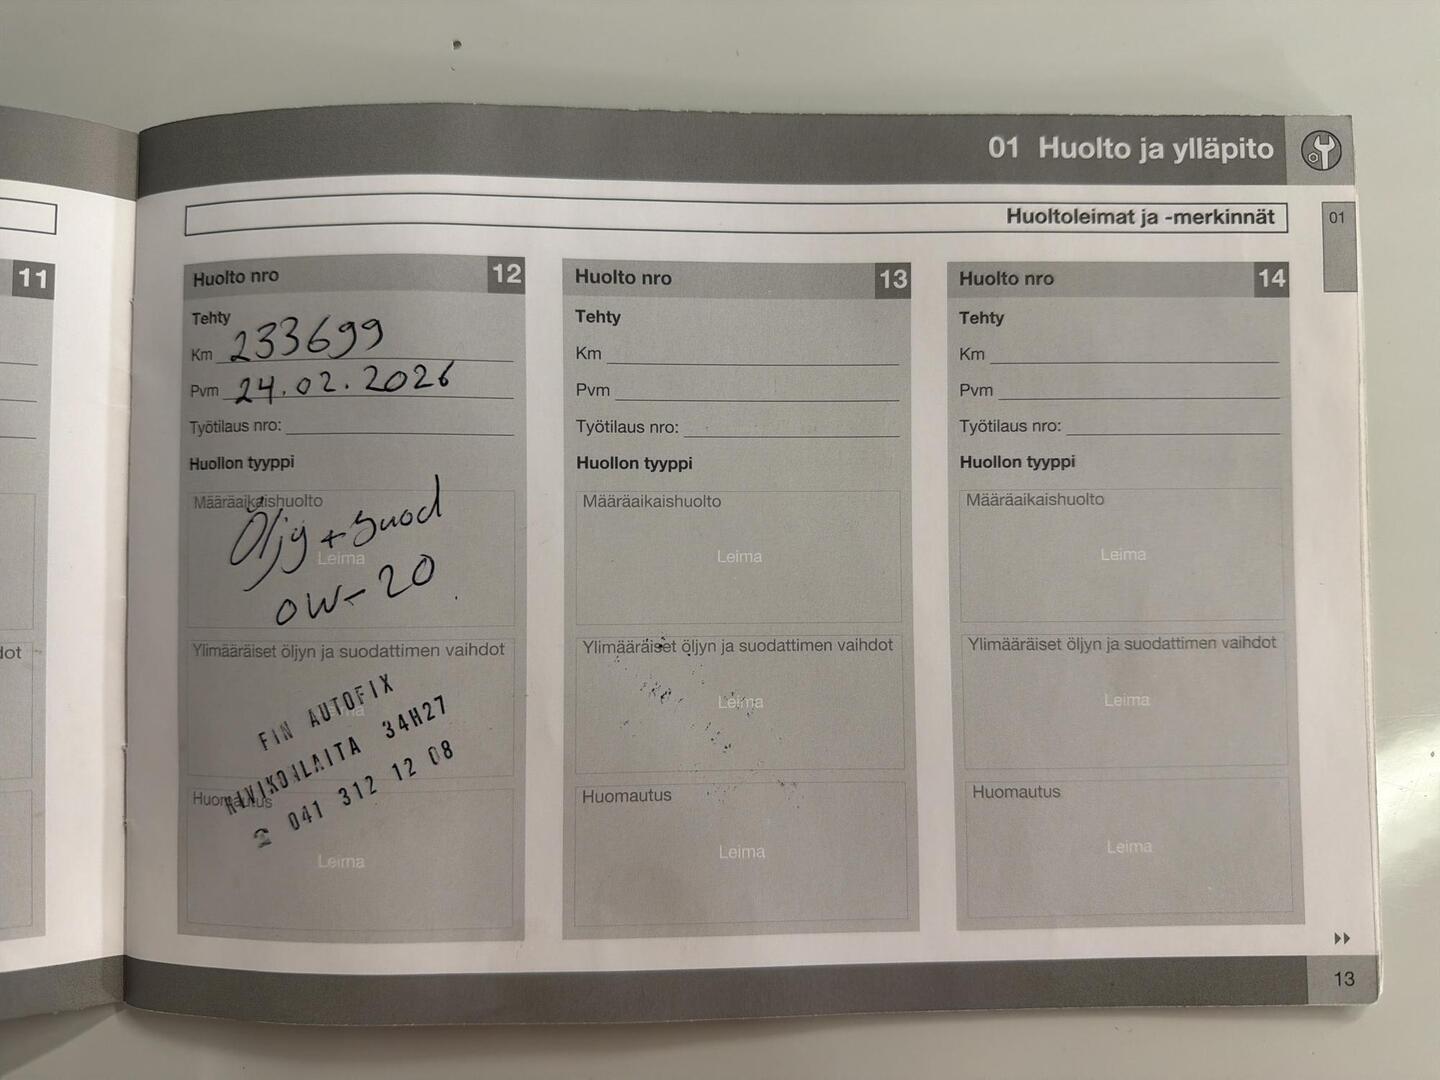 01 Huolto ja ylläpito
Huoltoleimat ja -merkinnät
01
11
dot
Huolto nro 12
Tehty
Km 233699
Pvm 24.02.2026
Työtilaus nro:
Huollon tyyppi
Määräaikaishuolto
Öljy + Suod
Leima
0W-20
Ylimääräiset öljyn ja suodattimen vaihdot
FIN AUTOFIX
34H27
Huomautus
☎ 041 312 12 08
Leima
Huolto nro 13
Tehty
Km
Pvm
Työtilaus nro:
Huollon tyyppi
Määräaikaishuolto
Leima
Ylimääräiset öljyn ja suodattimen vaihdot
Leima
Huomautus
Leima
Huolto nro 14
Tehty
Km
Pvm
Työtilaus nro:
Huollon tyyppi
Määräaikaishuolto
Leima
Ylimääräiset öljyn ja suodattimen vaihdot
Leima
Huomautus
Leima
13